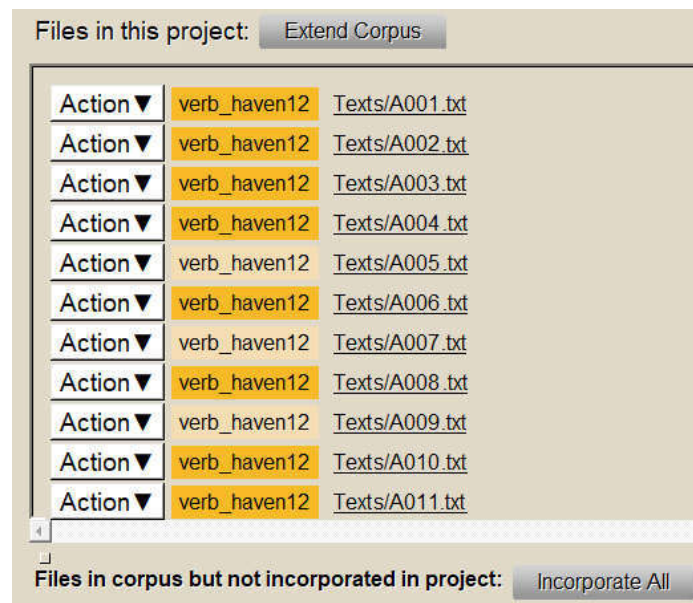 Files in this project: Extend Corpus
Action▼ verb_haven12 Texts/A001.txt
Action▼ verb_haven12 Texts/A002.txt
Action▼ verb_haven12 Texts/A003.txt
Action▼ verb_haven12 Texts/A004.txt
Action▼ verb_haven12 Texts/A005.txt
Action▼ verb_haven12 Texts/A006.txt
Action▼ verb_haven12 Texts/A007.txt
Action▼ verb_haven12 Texts/A008.txt
Action▼ verb_haven12 Texts/A009.txt
Action▼ verb_haven12 Texts/A010.txt
Action▼ verb_haven12 Texts/A011.txt
Files in corpus but not incorporated in project: Incorporate All